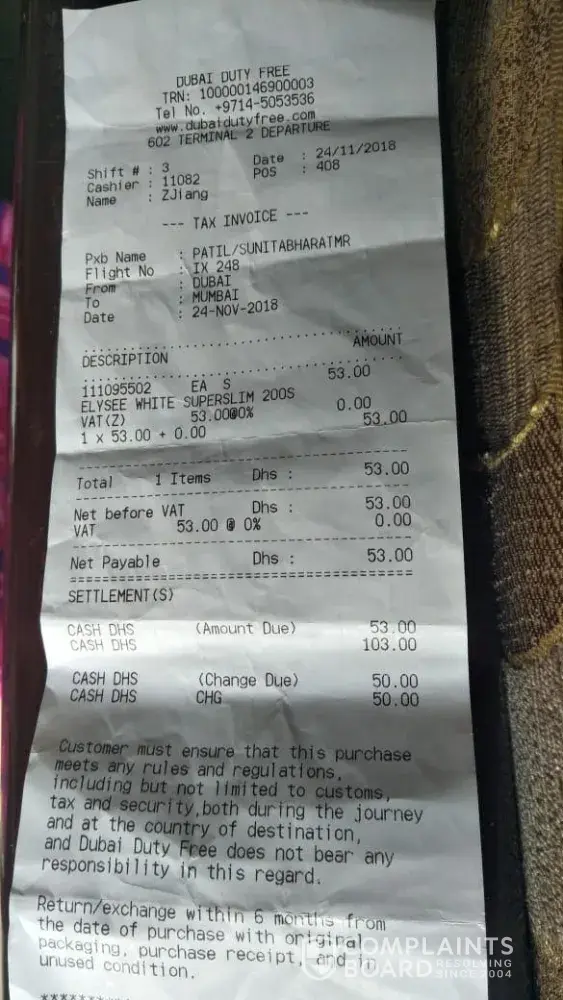 DUBAI DUTY FREE
TRN: 100000146900003
Tel No. +9714-5053536
www.dubaidutyfree.com
602 TERMINAL 2 DEPARTURE
Shift # : 3 Date : 24/11/2018
Cashier : 11082 POS : 408
Name : ZJiang
--- TAX INVOICE ---
Pxb Name : PATIL/SUNITABHARATMR
Flight No : IX 248
From : DUBAI
To : MUMBAI
Date : 24-NOV-2018
DESCRIPTION AMOUNT
111095502 EA S 53.00
ELYSEE WHITE SUPERSLIM 200S
VAT(Z) 53.00@0% 0.00
1 x 53.00 + 0.00 53.00
Total 1 Items Dhs : 53.00
Net before VAT Dhs : 53.00
VAT 53.00 @ 0% 0.00
Net Payable Dhs : 53.00
SETTLEMENT(S)
CASH DHS (Amount Due) 53.00
CASH DHS 103.00
CASH DHS (Change Due) 50.00
CASH DHS CHG 50.00
Customer must ensure that this purchase
meets any rules and regulations,
including but not limited to customs,
tax and security,both during the journey
and at the country of destination,
and Dubai Duty Free does not bear any
responsibility in this regard.
Return/exchange within 6 months from
the date of purchase with original
packaging, purchase receipt, and in
unused condition.
COMPLAINTS
BOARD RESOLVING
SINCE 2004